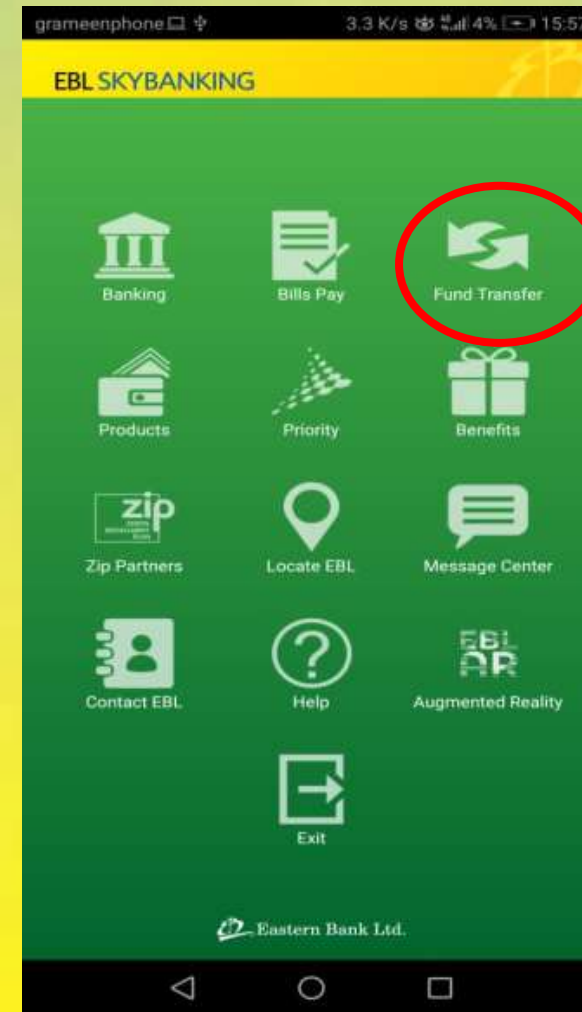 grameenphone 3.3 K/s 4% 15:57
EBL SKYBANKING
Banking Bills Pay Fund Transfer
Products Priority Benefits
zip
Zip Partners Locate EBL Message Center
EBL
AR
Contact EBL Help Augmented Reality
Exit
Eastern Bank Ltd.